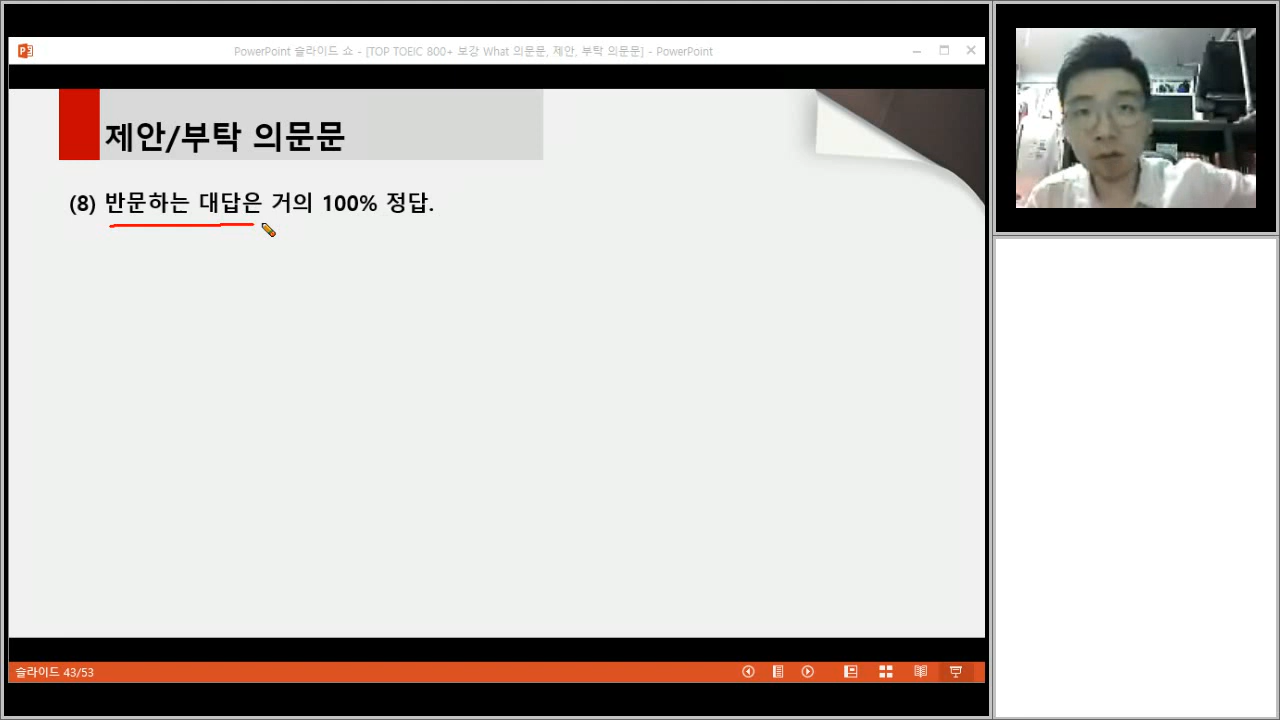 PowerPoint 슬라이드 쇼 - [TOP TOEIC 800+ 보강 What 의문문, 제안, 부탁 의문문] - PowerPoint
제안/부탁 의문문
(8) 반문하는 대답은 거의 100% 정답.
슬라이드 43/53